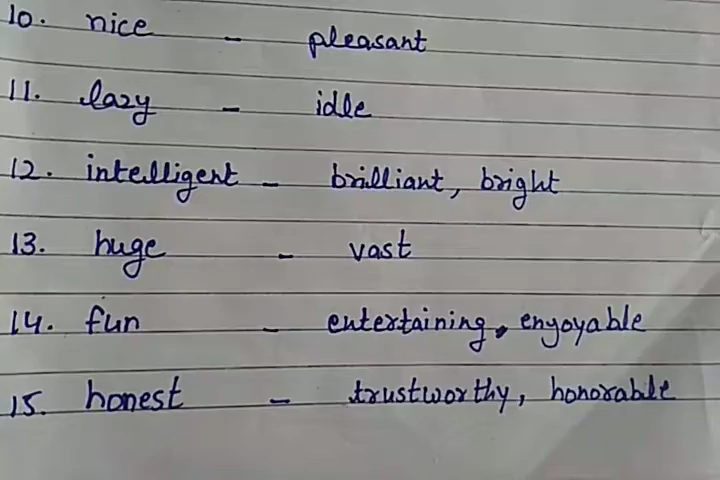 10. nice - pleasant
11. lazy - idle
12. intelligent - brilliant, bright
13. huge - vast
14. fun - entertaining, enjoyable
15. honest - trustworthy, honorable